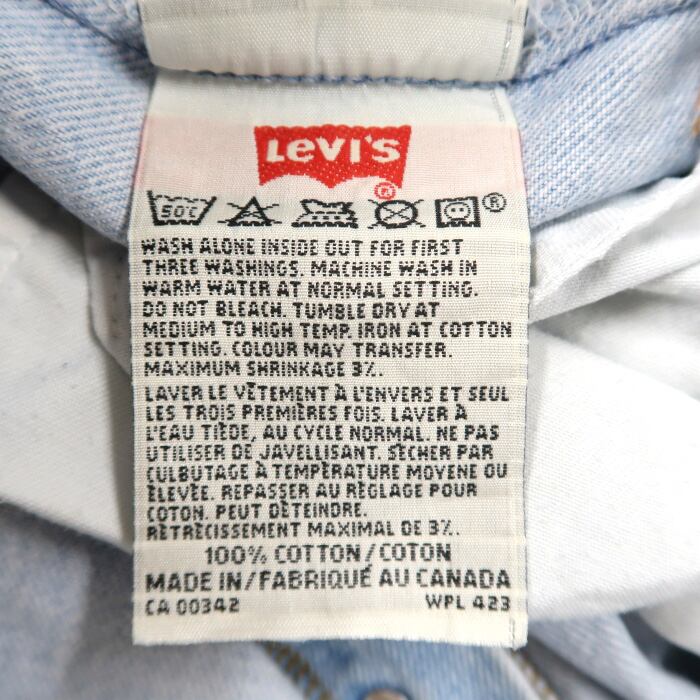 Levi's
®
50C
®
WASH ALONE INSIDE OUT FOR FIRST
THREE WASHINGS. MACHINE WASH IN
WARM WATER AT NORMAL SETTING.
DO NOT BLEACH. TUMBLE DRY AT
MEDIUM TO HIGH TEMP. IRON AT COTTON
SETTING. COLOUR MAY TRANSFER.
MAXIMUM SHRINKAGE 3%.
LAVER LE VÊTEMENT À L'ENVERS ET SEUL
LES TROIS PREMIÈRES FOIS. LAVER À
L'EAU TIÈDE, AU CYCLE NORMAL. NE PAS
UTILISER DE JAVELLISANT. SÉCHER PAR
CULBUTAGE À TEMPÉRATURE MOYENE OU
ÉLEVÉE. REPASSER AU RÉGLAGE POUR
COTON. PEUT DÉTEINDRE.
RÉTRÉCISSEMENT MAXIMAL DE 3%.
100% COTTON/COTON
MADE IN/FABRIQUÉ AU CANADA
CA 00342 WPL 423